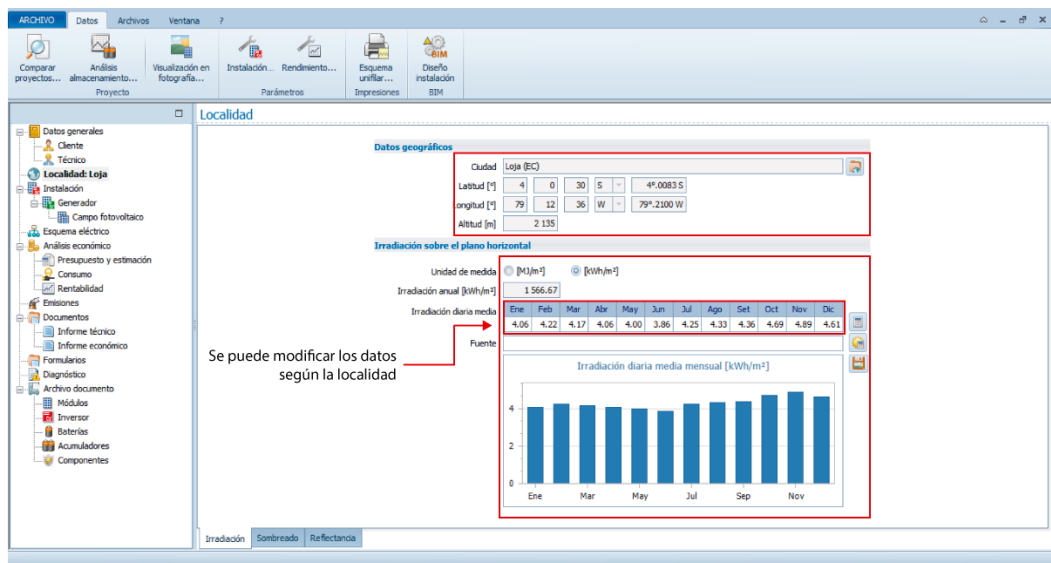 ARCHIVO Datos Archivos Ventana ?
Comparar proyectos...
Análisis almacenamiento...
Visualización en fotografía...
Instalación...
Rendimiento...
Esquema unifilar...
BIM
Diseño instalación
Proyecto Parámetros Impresiones BIM
Datos generales
Cliente
Técnico
Localidad: Loja
Instalación
Generador
Campo fotovoltaico
Esquema eléctrico
Análisis económico
Presupuesto y estimación
Consumo
Rentabilidad
Emisiones
Documentos
Informe técnico
Informe económico
Formularios
Diagnóstico
Archivo documento
Módulos
Inversor
Baterías
Acumuladores
Componentes
Localidad
Datos geográficos
Ciudad Loja (EC)
Latitud [°] 4 0 30 S 4°.0083 S
Longitud [°] 79 12 36 W 79°.2100 W
Altitud [m] 2 135
Irradiación sobre el plano horizontal
Unidad de medida [MJ/m²] [kWh/m²]
Irradiación anual [kWh/m²] 1 566.67
Irradiación diaria media Ene Feb Mar Abr May Jun Jul Ago Set Oct Nov Dic
4.06 4.22 4.17 4.06 4.00 3.86 4.25 4.33 4.36 4.69 4.89 4.61
Fuente
Se puede modificar los datos
según la localidad
Irradiación diaria media mensual [kWh/m²]
4
2
0
Ene Mar May Jul Sep Nov
Irradiación Sombreado Reflectancia